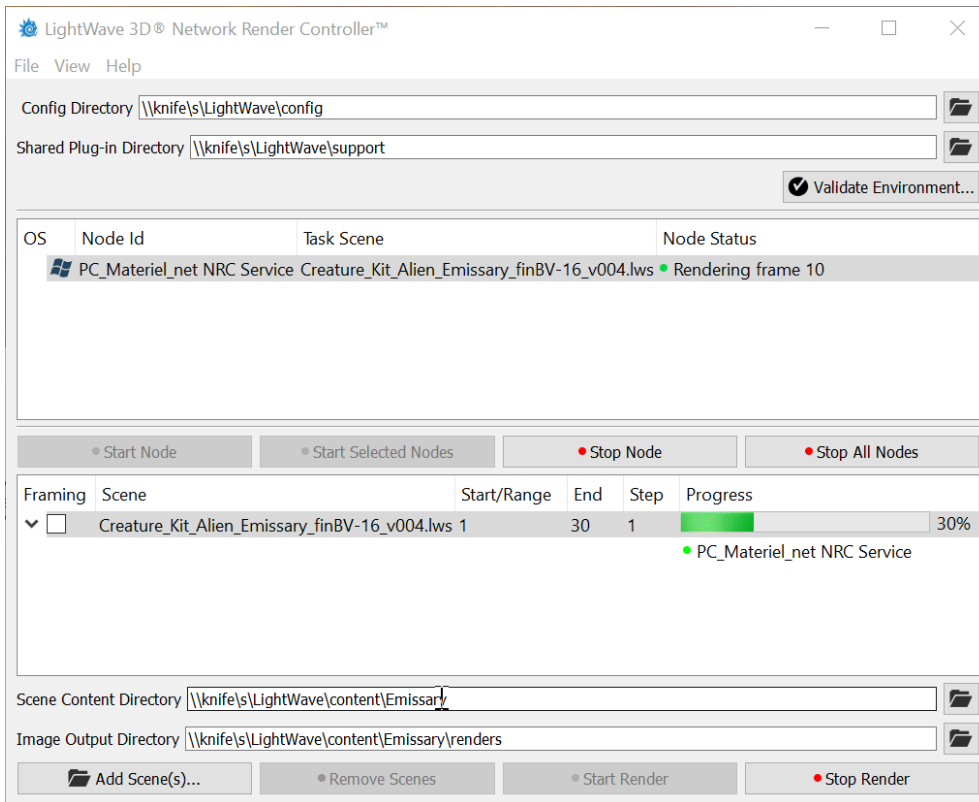 LightWave 3D® Network Render Controller™
File View Help
Config Directory \\knife\s\LightWave\config
Shared Plug-in Directory \\knife\s\LightWave\support
Validate Environment...
OS Node Id Task Scene Node Status
PC_Materiel_net NRC Service Creature_Kit_Alien_Emissary_finBV-16_v004.lws Rendering frame 10
Start Node Start Selected Nodes Stop Node Stop All Nodes
Framing Scene Start/Range End Step Progress
Creature_Kit_Alien_Emissary_finBV-16_v004.lws 1 30 1 30%
PC_Materiel_net NRC Service
Scene Content Directory \\knife\s\LightWave\content\Emissary
Image Output Directory \\knife\s\LightWave\content\Emissary\renders
Add Scene(s)... Remove Scenes Start Render Stop Render